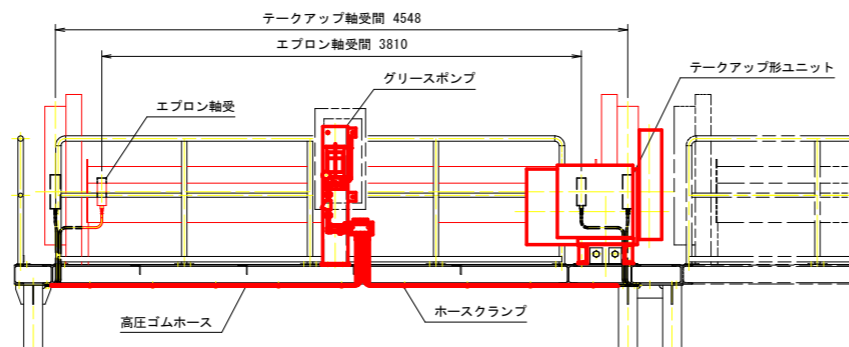 テークアップ軸受間 4548
エプロン軸受間 3810
グリースポンプ
テークアップ形ユニット
エプロン軸受
高圧ゴムホース
ホースクランプ